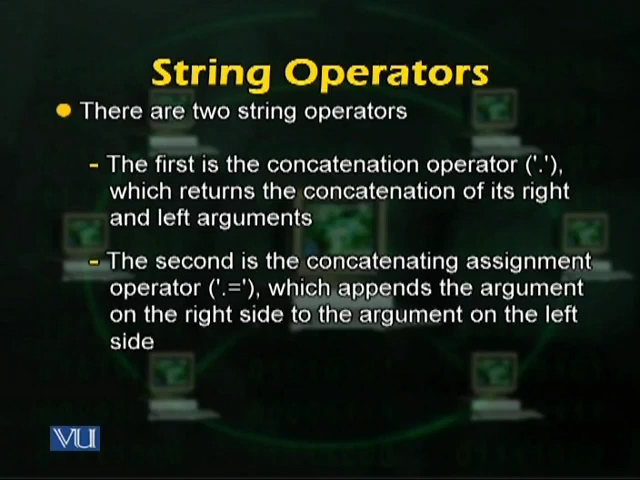 String Operators
There are two string operators
- The first is the concatenation operator ('.'),
which returns the concatenation of its right
and left arguments
- The second is the concatenating assignment
operator ('.='), which appends the argument
on the right side to the argument on the left
side
VU